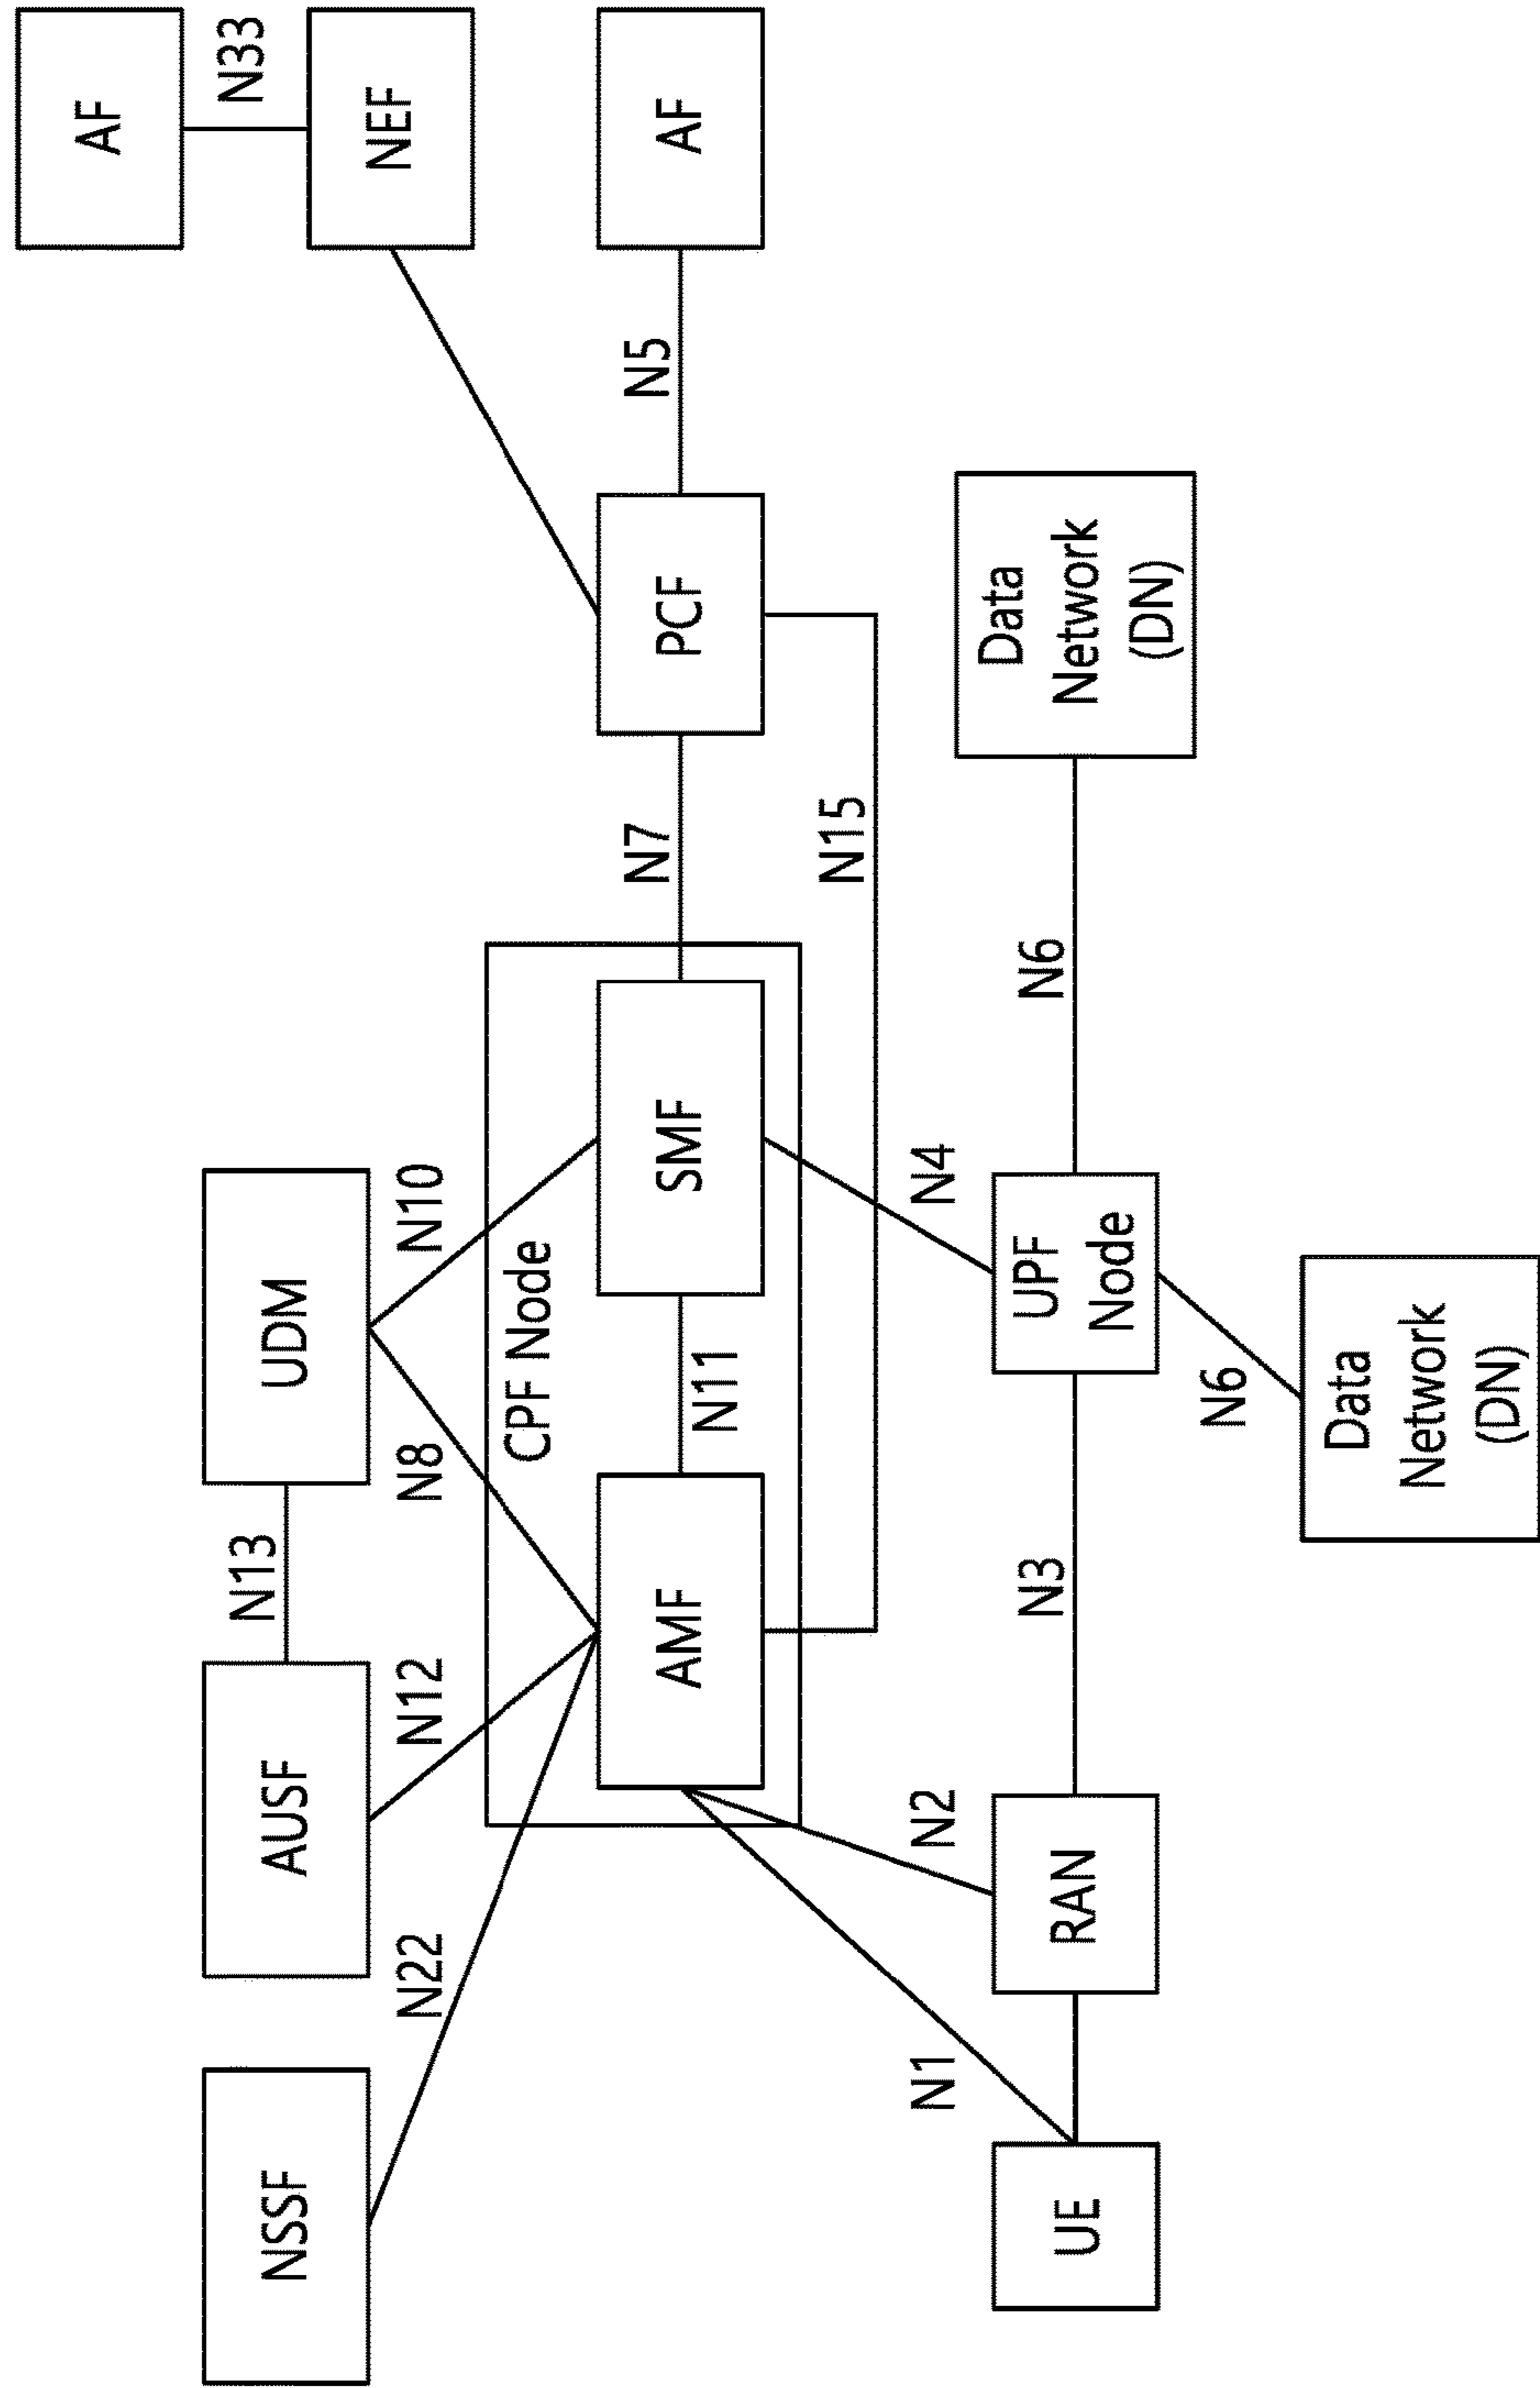 NSSF
AUSF
N13
UDM
AF
N33
NEF
N22
N12
N8
N10
CPF Node
AMF
N11
SMF
N7
PCF
N5
AF
N15
N1
N2
N4
UE
RAN
N3
UPF
Node
N6
Data
Network
(DN)
N6
Data
Network
(DN)